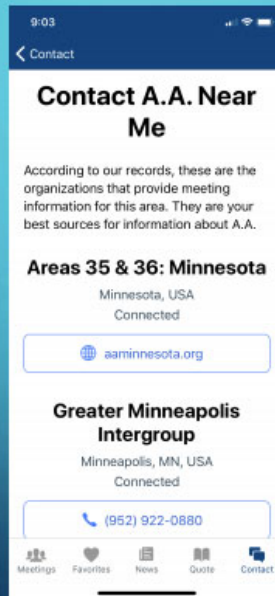 9:03
Contact
Contact A.A. Near
Me
According to our records, these are the
organizations that provide meeting
information for this area. They are your
best sources for information about A.A.
Areas 35 & 36: Minnesota
Minnesota, USA
Connected
aaminnesota.org
Greater Minneapolis
Intergroup
Minneapolis, MN, USA
Connected
(952) 922-0880
Meetings Favorites News Quote Contact